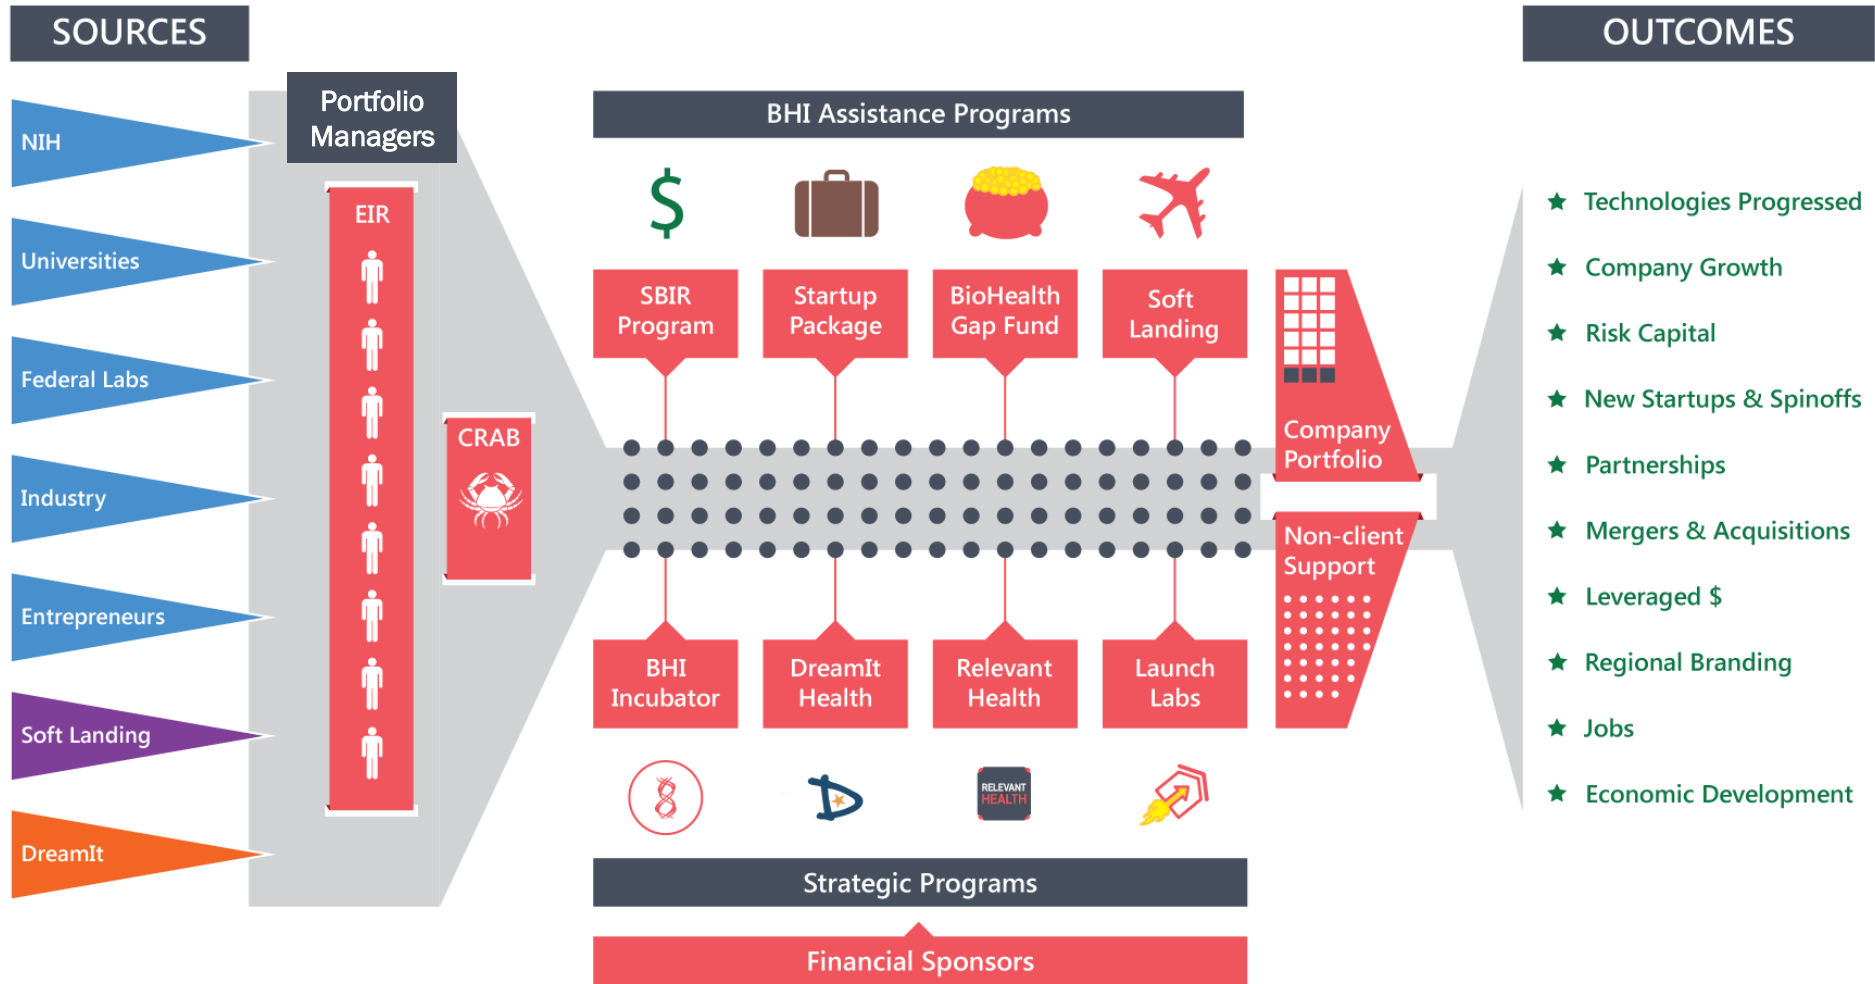 SOURCES
OUTCOMES
Portfolio
Managers
BHI Assistance Programs
NIH
Universities
Federal Labs
Industry
Entrepreneurs
Soft Landing
DreamIt
EIR
CRAB
SBIR
Program
Startup
Package
BioHealth
Gap Fund
Soft
Landing
Company
Portfolio
Non-client
Support
BHI
Incubator
DreamIt
Health
Relevant
Health
Launch
Labs
RELEVANT
HEALTH
Strategic Programs
Financial Sponsors
Technologies Progressed
Company Growth
Risk Capital
New Startups & Spinoffs
Partnerships
Mergers & Acquisitions
Leveraged $
Regional Branding
Jobs
Economic Development